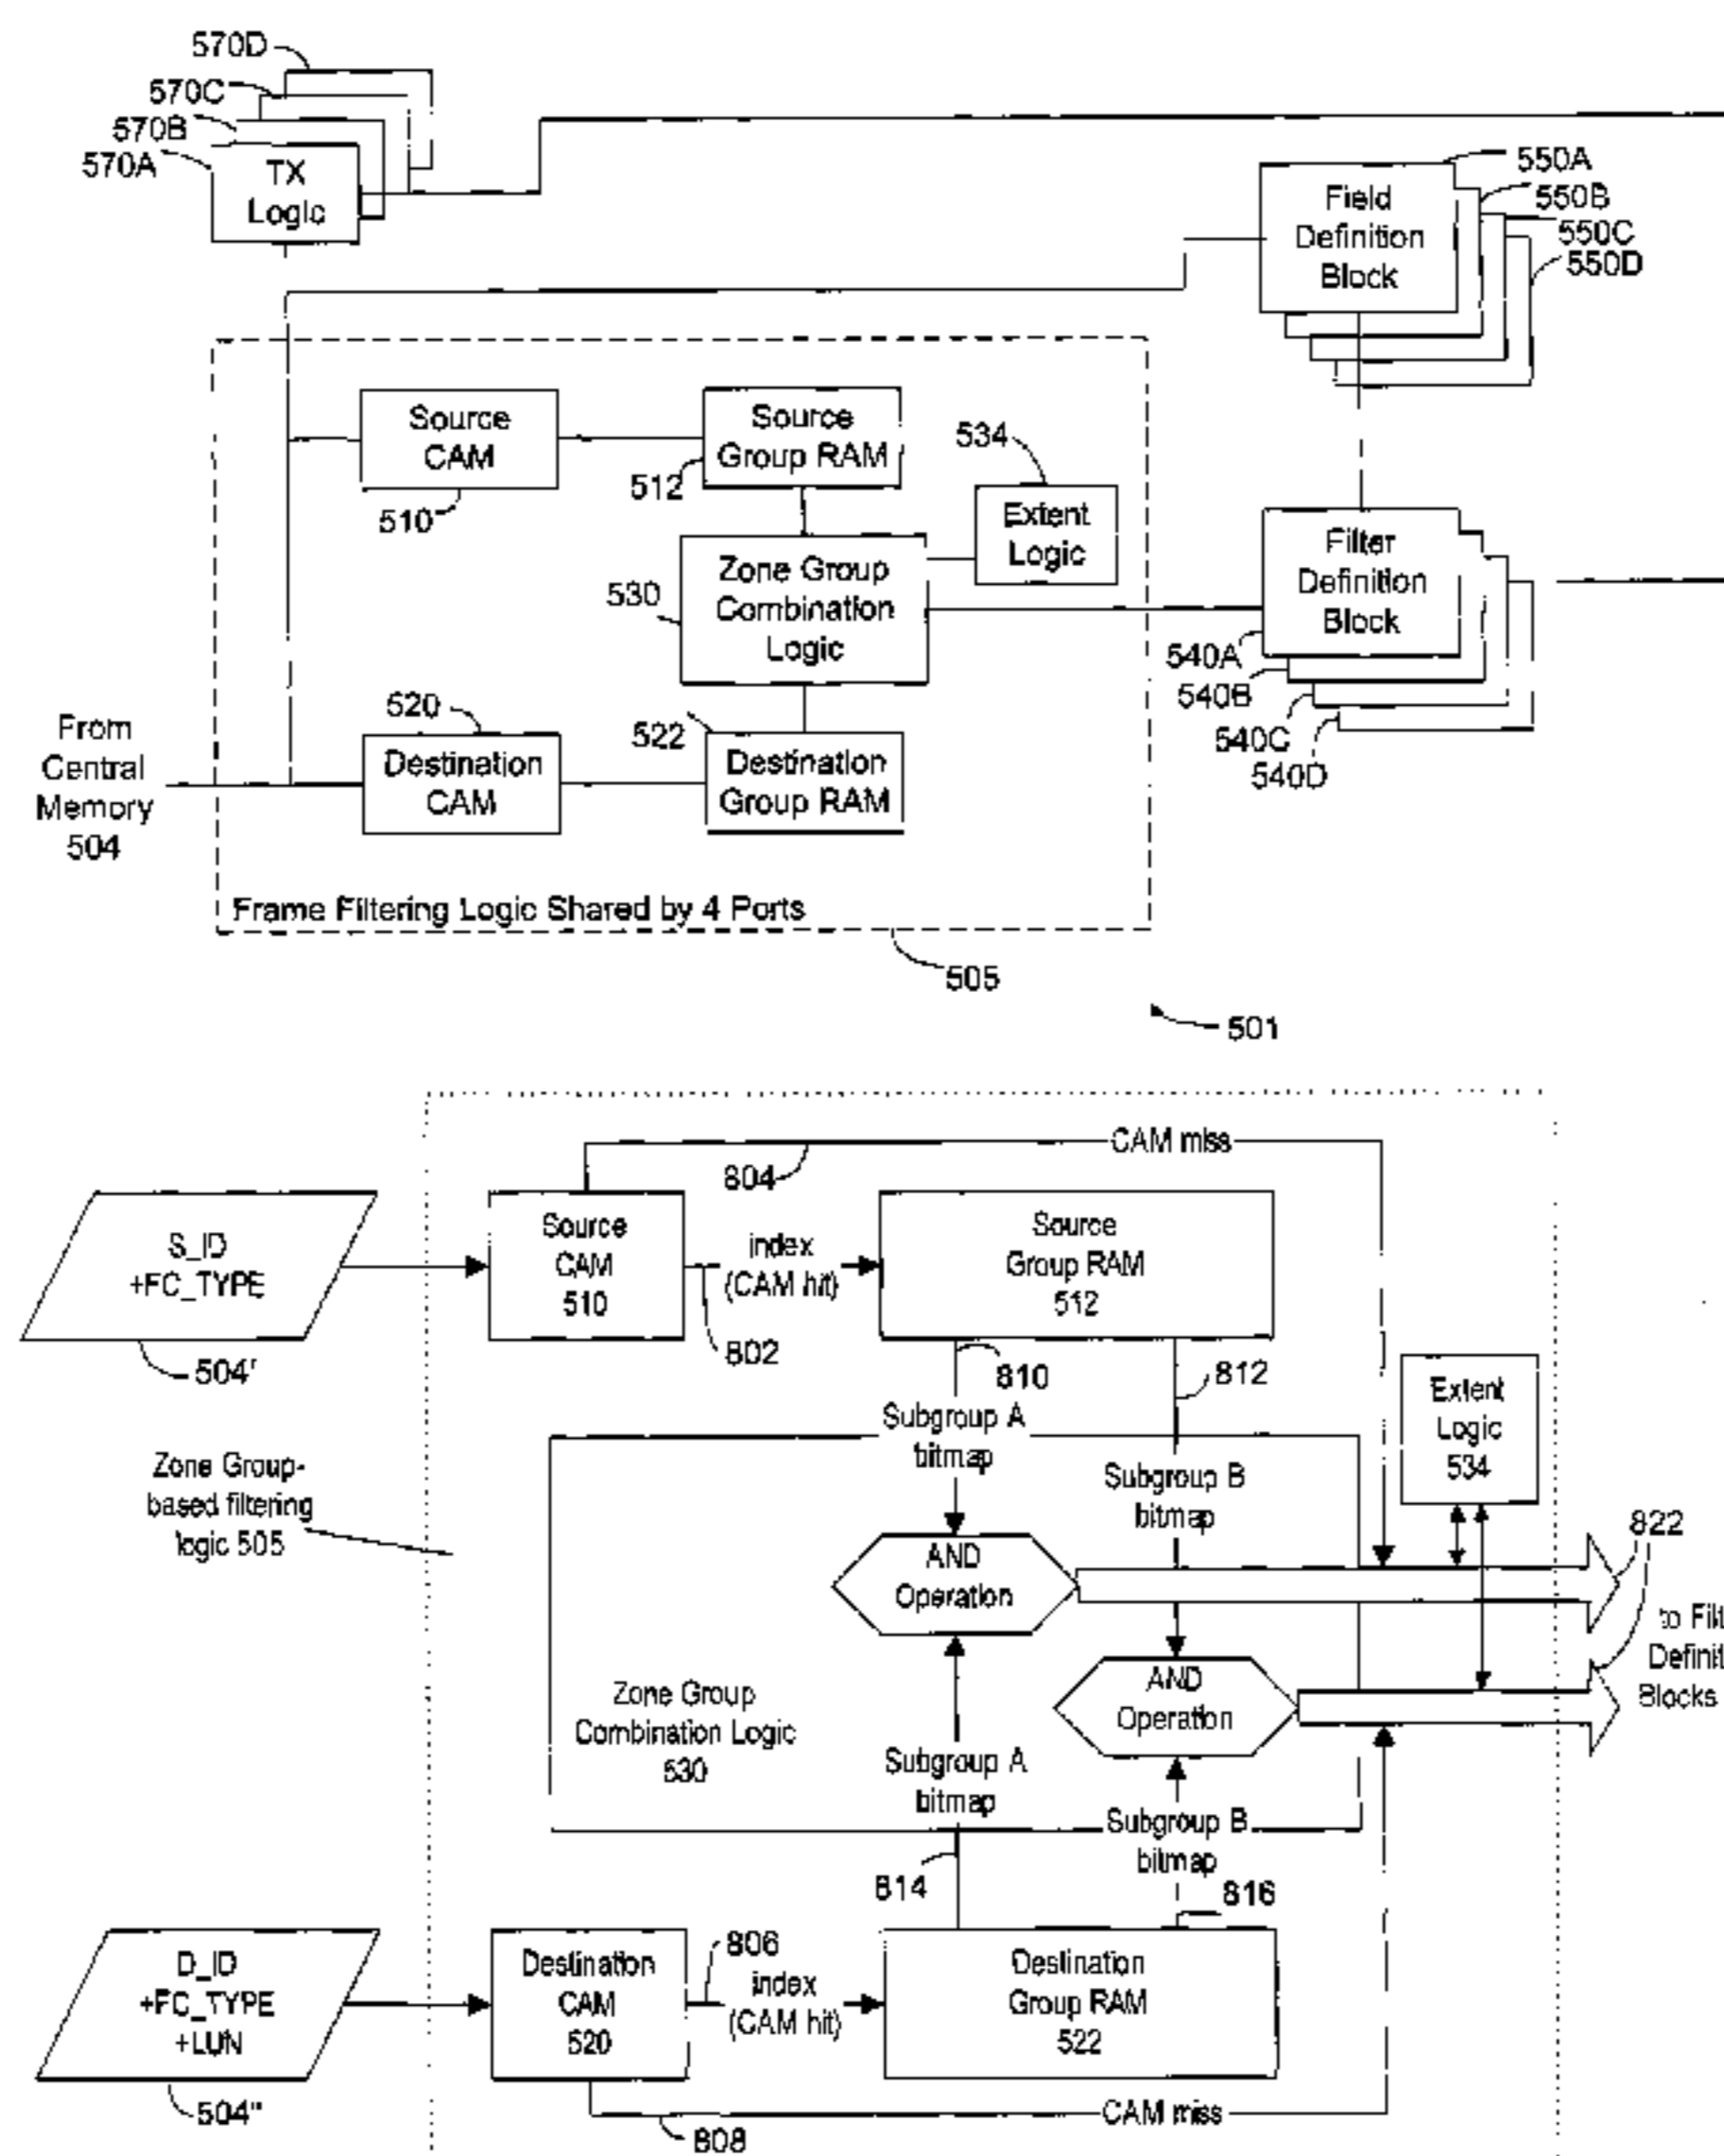 570D
570C
570B
570A
TX
Logic
550A
550B
550C
550D
Field
Definition
Block
Source
CAM
510
Source
Group RAM
512
534
Extent
Logic
Zone Group
Combination
Logic
530
Filter
Definition
Block
540A
540B
540C
540D
From
Central
Memory
504
520
Destination
CAM
522
Destination
Group RAM
Frame Filtering Logic Shared by 4 Ports
505
501
CAM miss
804
S_ID
+FC_TYPE
504'
Source
CAM
510
index
(CAM hit)
802
Source
Group RAM
512
810
812
Subgroup A
bitmap
Subgroup B
bitmap
Extent
Logic
534
Zone Group-
based filtering
logic 505
AND
Operation
822
to Filt
Definit
Blocks
AND
Operation
Zone Group
Combination Logic
530
Subgroup A
bitmap
Subgroup B
bitmap
814
816
D_ID
+FC_TYPE
+LUN
504"
Destination
CAM
520
806
index
(CAM hit)
Destination
Group RAM
522
CAM miss
808